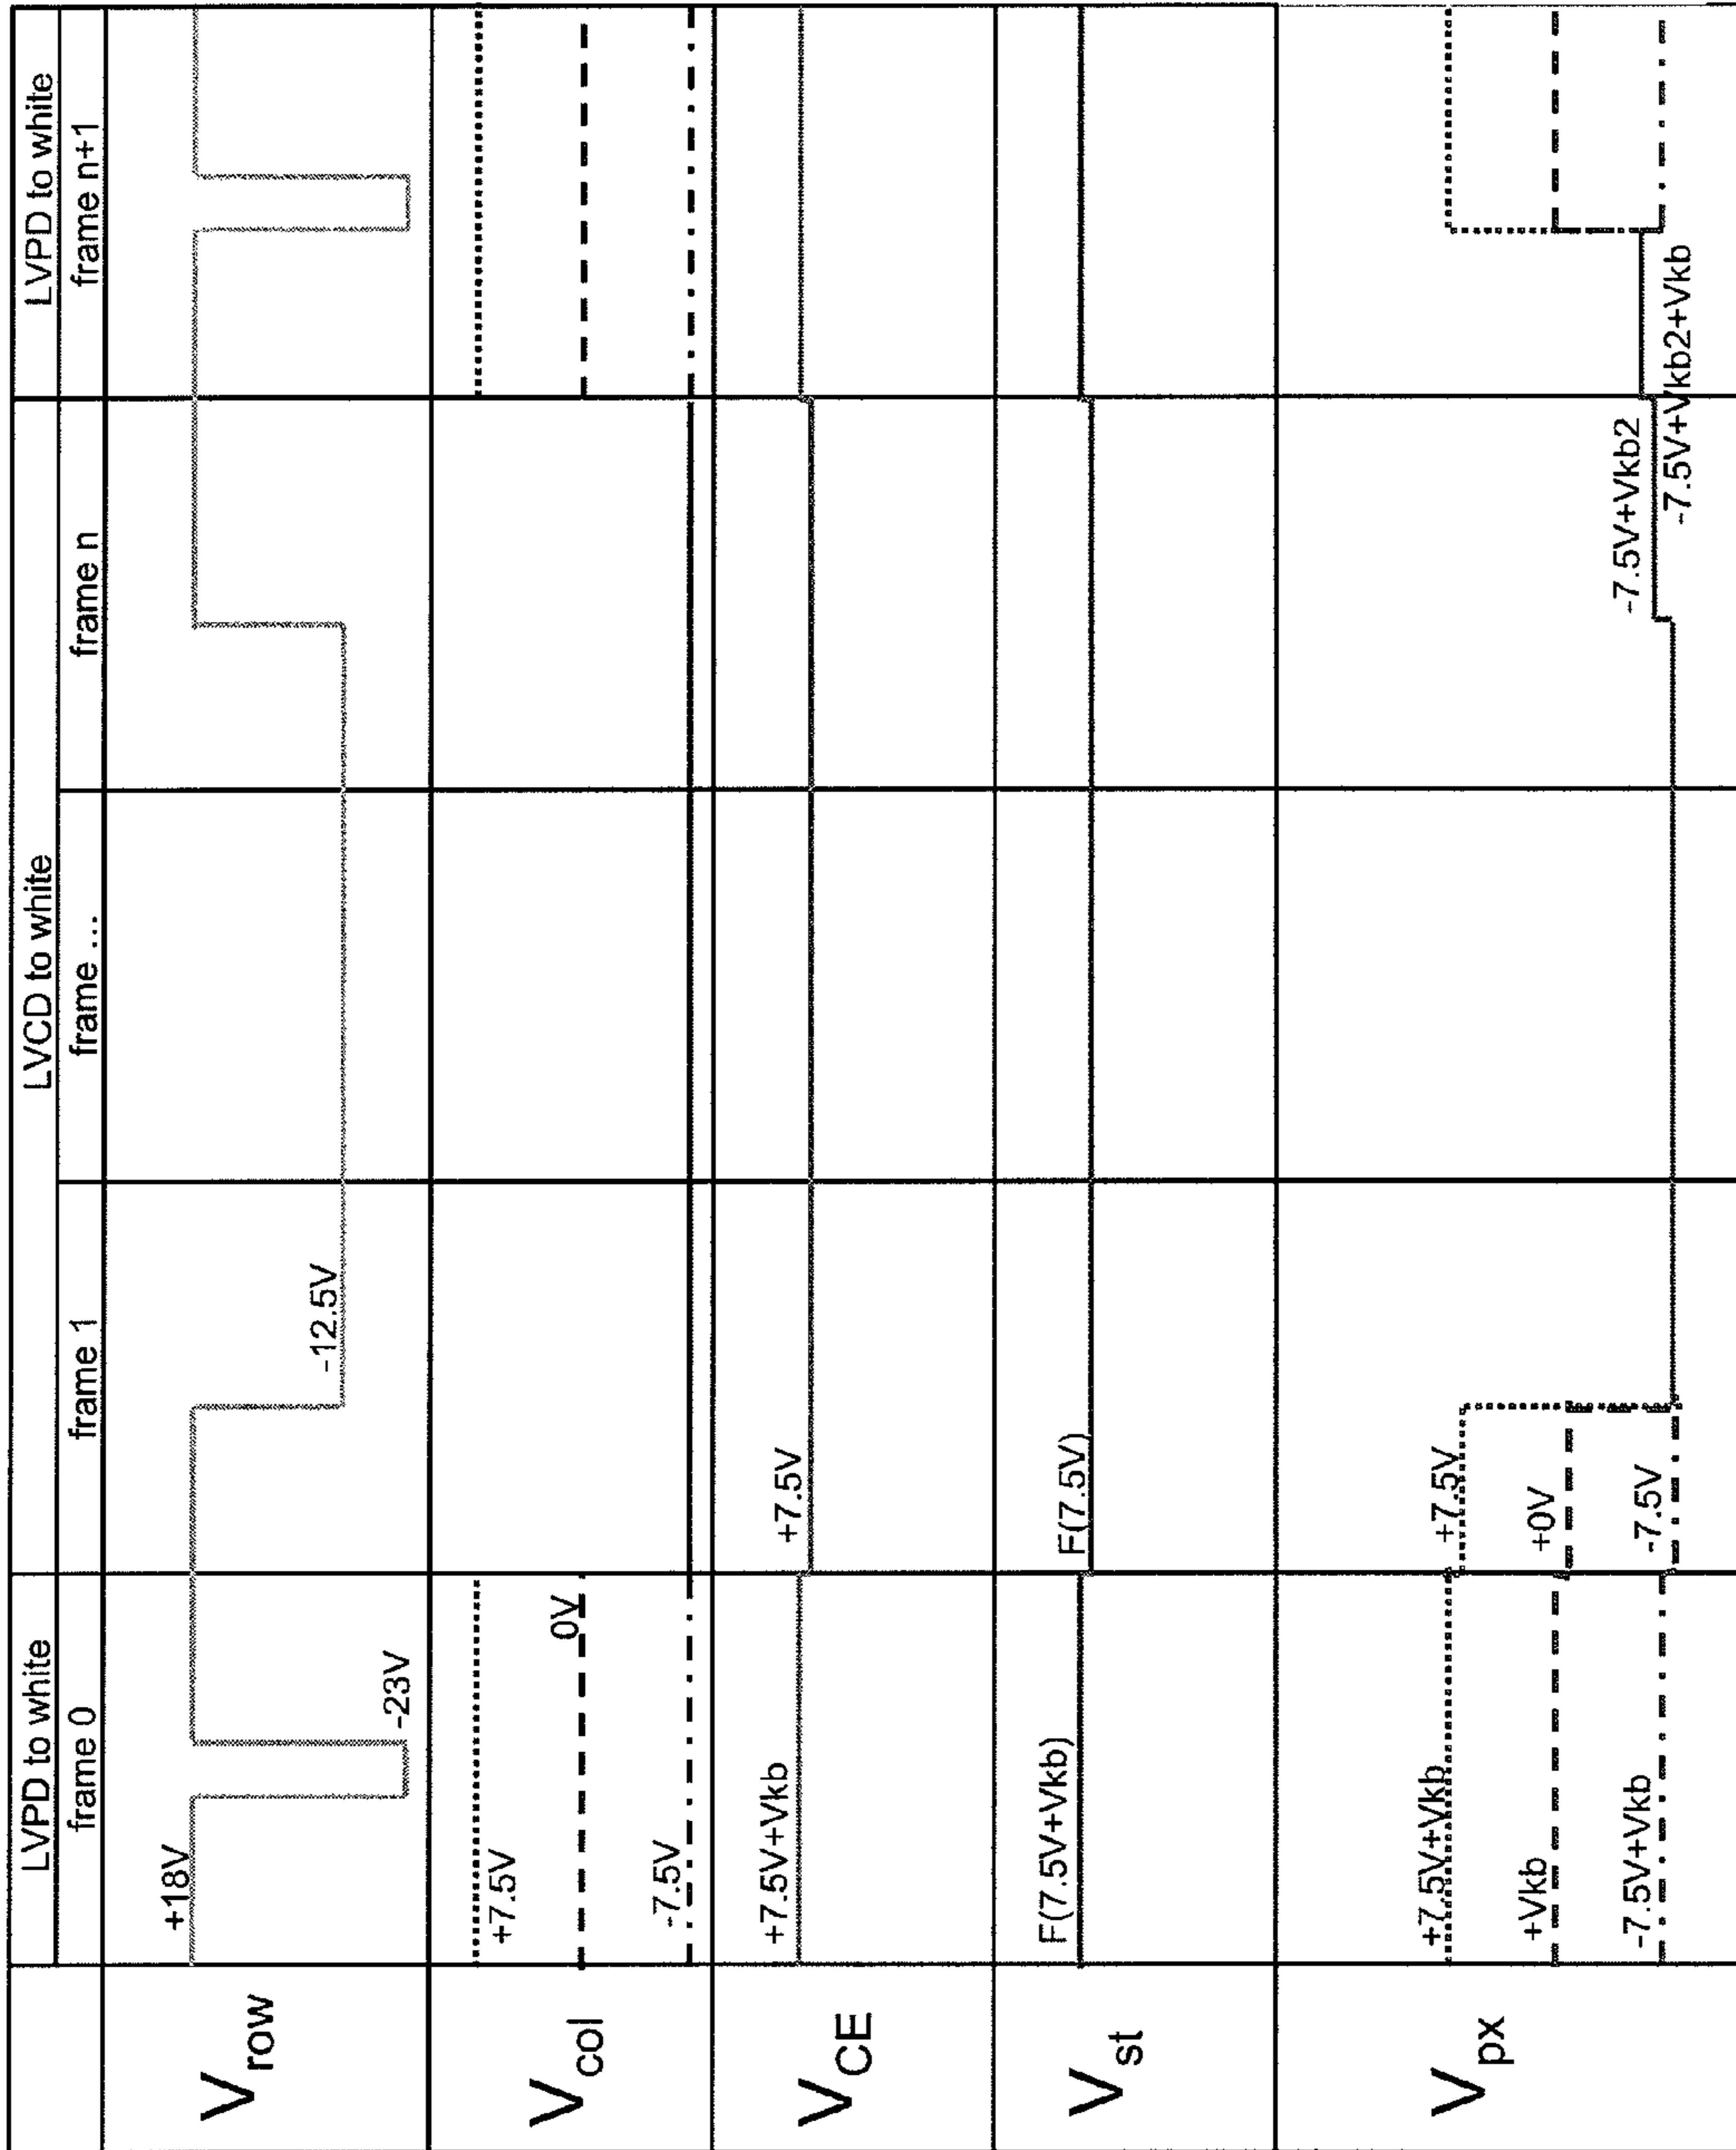 LVPD to white LVCD to white LVPD to white
frame 0 frame 1 frame ... frame n frame n+1
Vrow
+18V
-23V
-12.5V
Vcol
+7.5V
0V
-7.5V
VCE
+7.5V+Vkb
+7.5V
Vst
F(7.5V+Vkb)
F(7.5V)
Vpx
+7.5V+Vkb
+Vkb
-7.5V+Vkb
+7.5V
+0V
-7.5V
-7.5V+Vkb2
-7.5V+Vkb2+Vkb